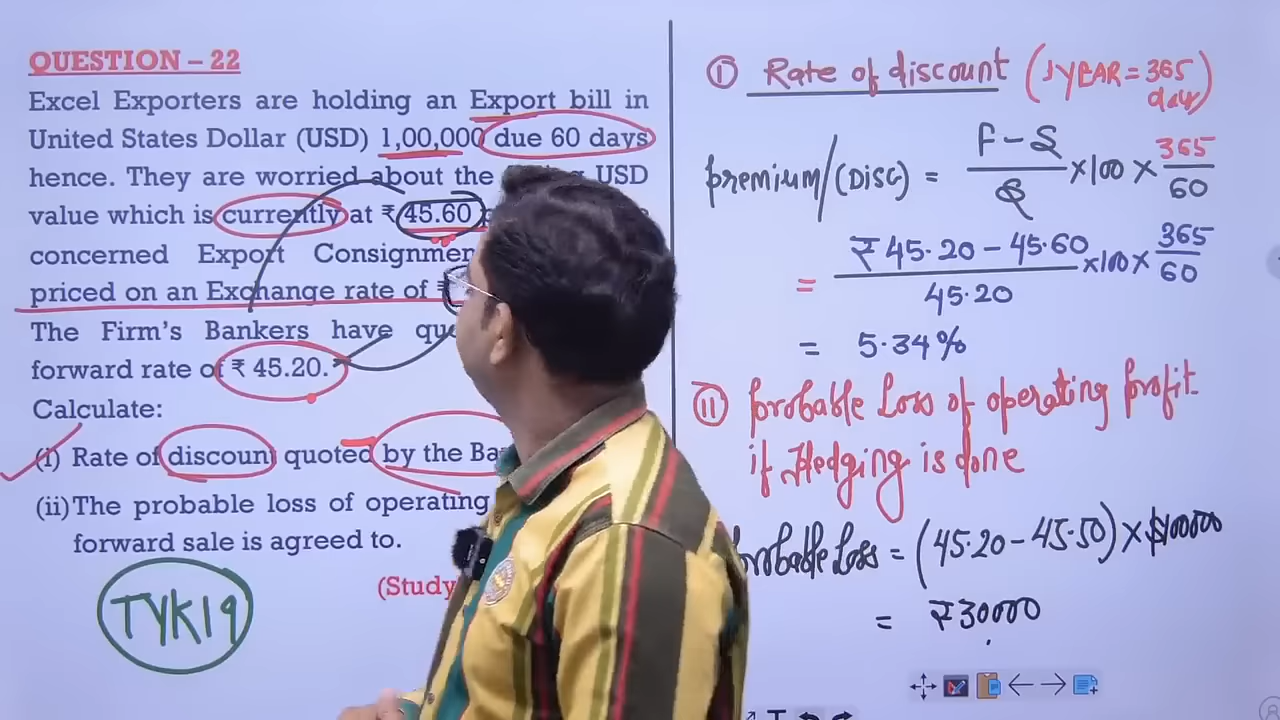 QUESTION – 22
Excel Exporters are holding an Export bill in
United States Dollar (USD) 1,00,000 due 60 days
hence. They are worried about the USD
value which is currently at ₹ 45.60
concerned Export Consignmen
priced on an Exchange rate of ₹
The Firm's Bankers have quo
forward rate of ₹ 45.20.
Calculate:
(i) Rate of discount quoted by the Ba
(ii) The probable loss of operating
forward sale is agreed to.
(Study
TYK19
① Rate of discount (1YEAR = 365 days)
Premium/(DISC) = F-S/S × 100 × 365/60
= ₹45.20 - 45.60/45.20 × 100 × 365/60
= 5.34%
⑪ Probable Loss of operating profit
if Hedging is done
Probable Loss = (45.20 - 45.50) × $100000
= ₹30000